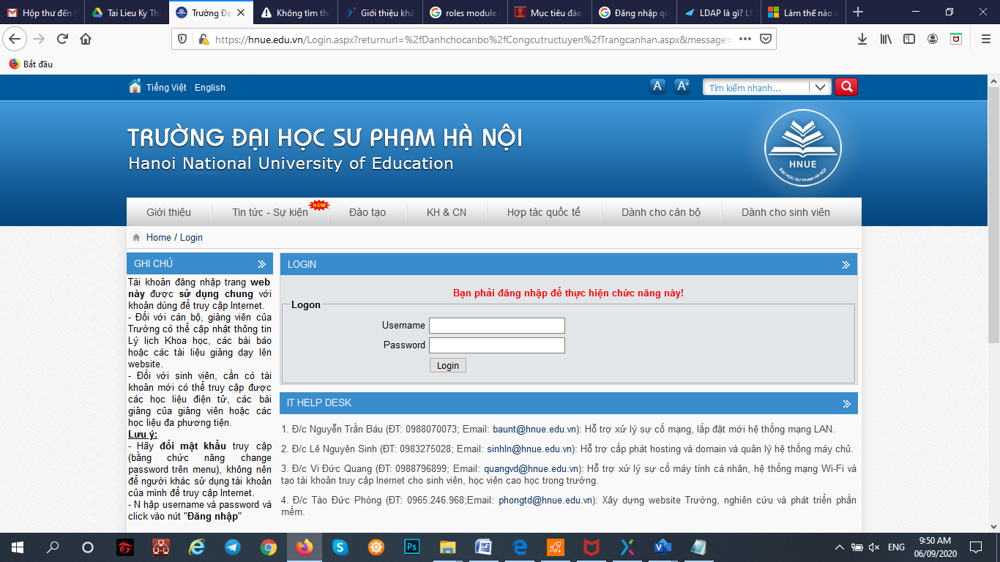 Hộp thư đến (
Tai Lieu Ky Th
Trường Đạ
Không tìm th
Giới thiệu khá
roles module
Mục tiêu đào
Đăng nhập qu
LDAP là gì? LD
Làm thế nào c
https://hnue.edu.vn/Login.aspx?returnurl=%2fDanhchocanbo%2fCongcutructuyen%2fTrangcanhan.aspx&message=
Bắt đầu
Tiếng Việt English
A A+ Tìm kiếm nhanh...
TRƯỜNG ĐẠI HỌC SƯ PHẠM HÀ NỘI
Hanoi National University of Education
HNUE
ĐẠI HỌC SƯ PHẠM HÀ NỘI
Giới thiệu Tin tức - Sự kiện NEW Đào tạo KH & CN Hợp tác quốc tế Dành cho cán bộ Dành cho sinh viên
Home / Login
GHI CHÚ
Tài khoản đăng nhập trang web
này được sử dụng chung với
khoản dùng để truy cập Internet.
- Đối với cán bộ, giảng viên của
Trường có thể cập nhật thông tin
Lý lịch Khoa học, các bài báo
hoặc các tài liệu giảng dạy lên
website.
- Đối với sinh viên, cần có tài
khoản mới có thể truy cập được
các học liệu điện tử, các bài
giảng của giảng viên hoặc các
học liệu đa phương tiện.
Lưu ý:
- Hãy đổi mật khẩu truy cập
(bằng chức năng change
password trên menu), không nên
để người khác sử dụng tài khoản
của mình để truy cập Internet.
- N hập username và password và
click vào nút "Đăng nhập"
LOGIN
Bạn phải đăng nhập để thực hiện chức năng này!
Logon
Username
Password
Login
IT HELP DESK
1. Đ/c Nguyễn Trần Báu (ĐT: 0988070073; Email: baunt@hnue.edu.vn): Hỗ trợ xử lý sự cố mạng, lắp đặt mới hệ thống mạng LAN.
2. Đ/c Lê Nguyên Sinh (ĐT: 0983275028; Email: sinhln@hnue.edu.vn): Hỗ trợ cấp phát hosting và domain và quản lý hệ thống máy chủ.
3. Đ/c Vi Đức Quang (ĐT: 0988796899; Email: quangvd@hnue.edu.vn): Hỗ trợ xử lý sự cố máy tính cá nhân, hệ thống mạng Wi-Fi và
tạo tài khoản truy cập Inernet cho sinh viên, học viên cao học trong trường.
4. Đ/c Tào Đức Phòng (ĐT: 0965.246.968;Email: phongtd@hnue.edu.vn): Xây dựng website Trường, nghiên cứu và phát triển phần
mềm.
ENG
9:50 AM
06/09/2020